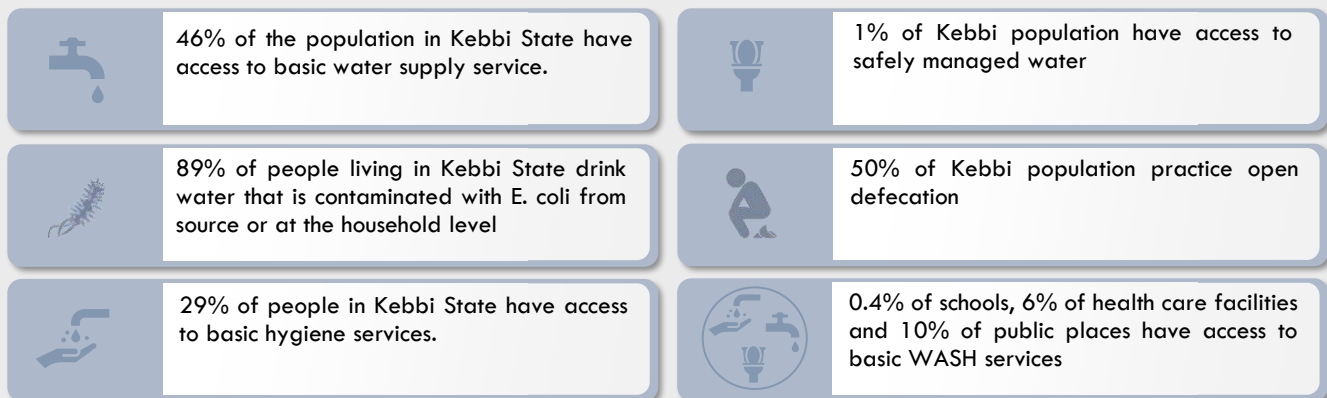 46% of the population in Kebbi State have
access to basic water supply service.
1% of Kebbi population have access to
safely managed water
89% of people living in Kebbi State drink
water that is contaminated with E. coli from
source or at the household level
50% of Kebbi population practice open
defecation
29% of people in Kebbi State have access
to basic hygiene services.
0.4% of schools, 6% of health care facilities
and 10% of public places have access to
basic WASH services